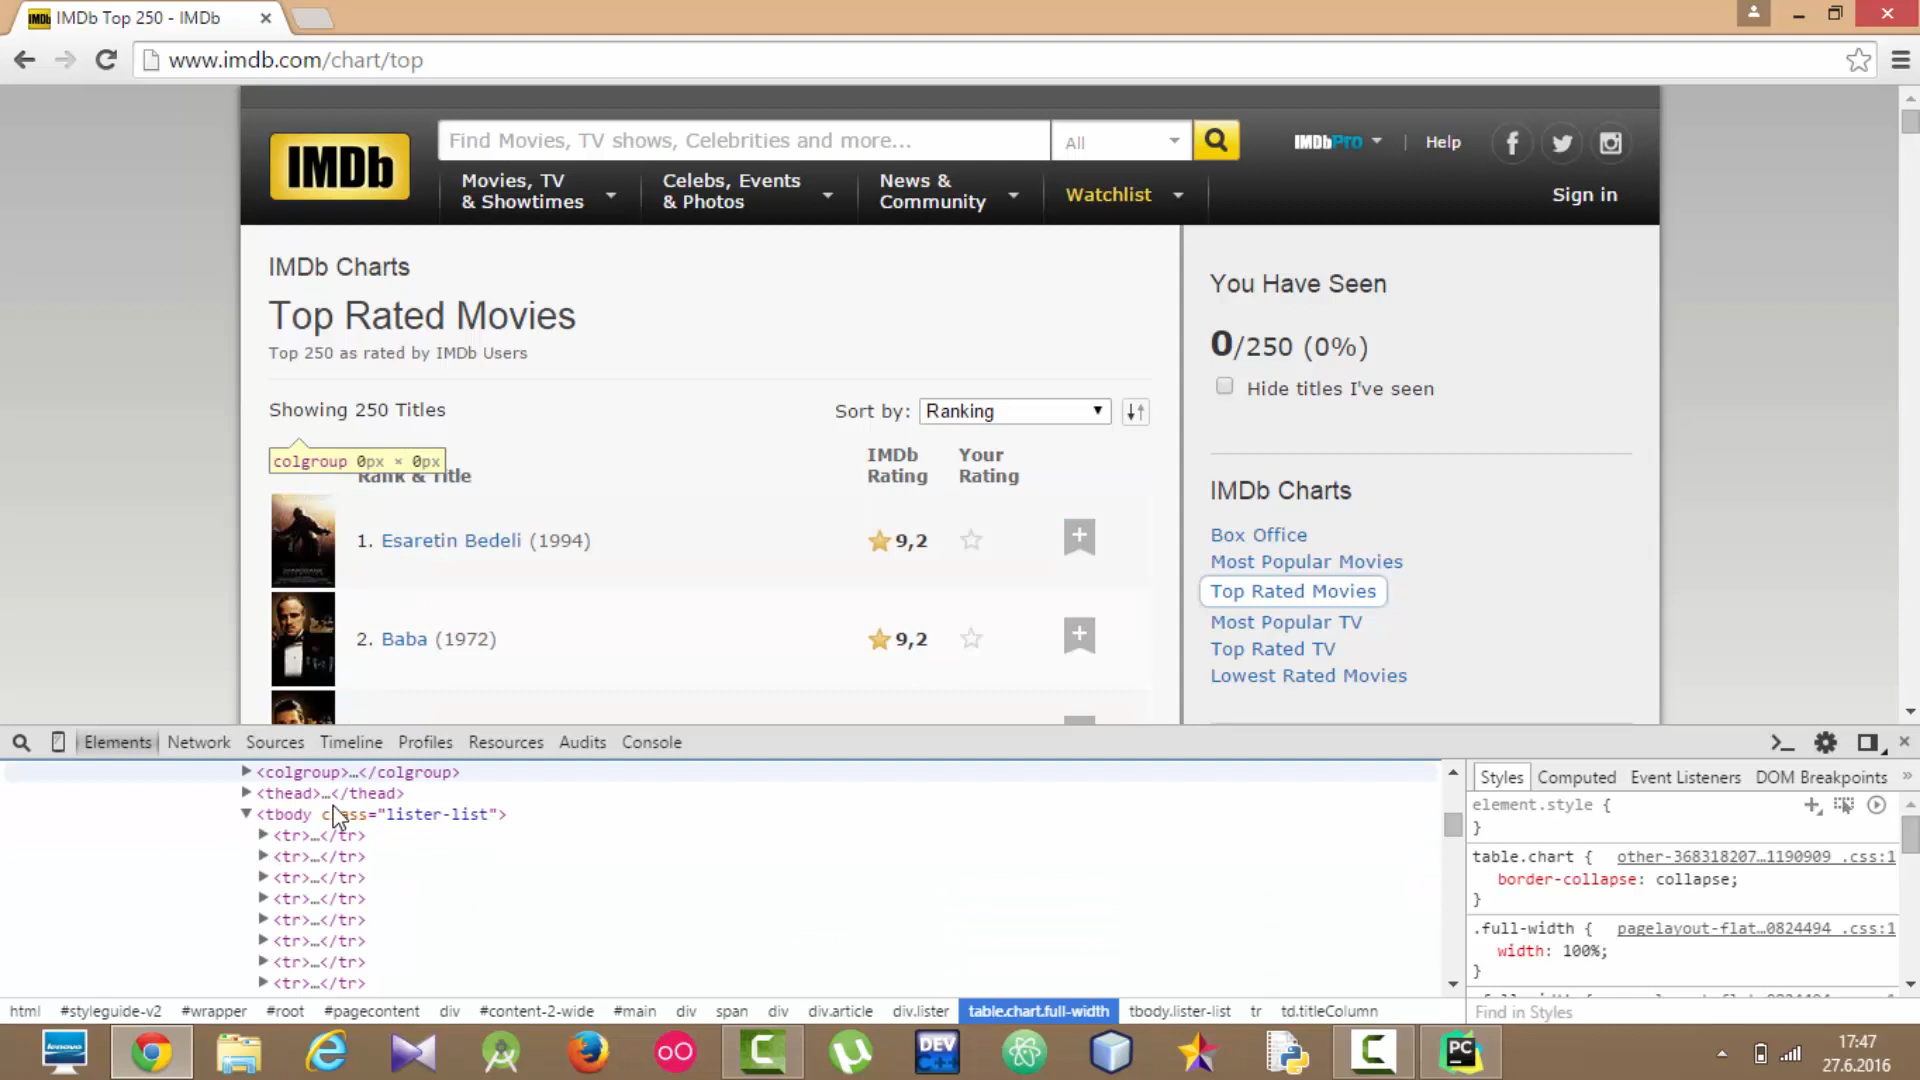 IMDb Top 250 - IMDb
www.imdb.com/chart/top
IMDb
Find Movies, TV shows, Celebrities and more...
All
IMDbPro
Help
Movies, TV
& Showtimes
Celebs, Events
& Photos
News &
Community
Watchlist
Sign in
IMDb Charts
Top Rated Movies
Top 250 as rated by IMDb Users
Showing 250 Titles
Sort by:
Ranking
colgroup 0px × 0px
Rank & Title
IMDb
Rating
Your
Rating
1. Esaretin Bedeli (1994)
9,2
2. Baba (1972)
9,2
You Have Seen
0/250 (0%)
Hide titles I've seen
IMDb Charts
Box Office
Most Popular Movies
Top Rated Movies
Most Popular TV
Top Rated TV
Lowest Rated Movies
Elements Network Sources Timeline Profiles Resources Audits Console
<colgroup>…</colgroup>
<thead>…</thead>
<tbody class="lister-list">
<tr>…</tr>
<tr>…</tr>
<tr>…</tr>
<tr>…</tr>
<tr>…</tr>
<tr>…</tr>
<tr>…</tr>
<tr>…</tr>
Styles Computed Event Listeners DOM Breakpoints »
element.style {
}
table.chart { other-368318207…1190909_.css:1
border-collapse: collapse;
}
.full-width { pagelayout-flat…0824494_.css:1
width: 100%;
}
html #styleguide-v2 #wrapper #root #pagecontent div #content-2-wide #main div span div div.article div.lister table.chart.full-width tbody.lister-list tr td.titleColumn
Find in Styles
lenovo
DEV
C++
PC
17:47
27.6.2016